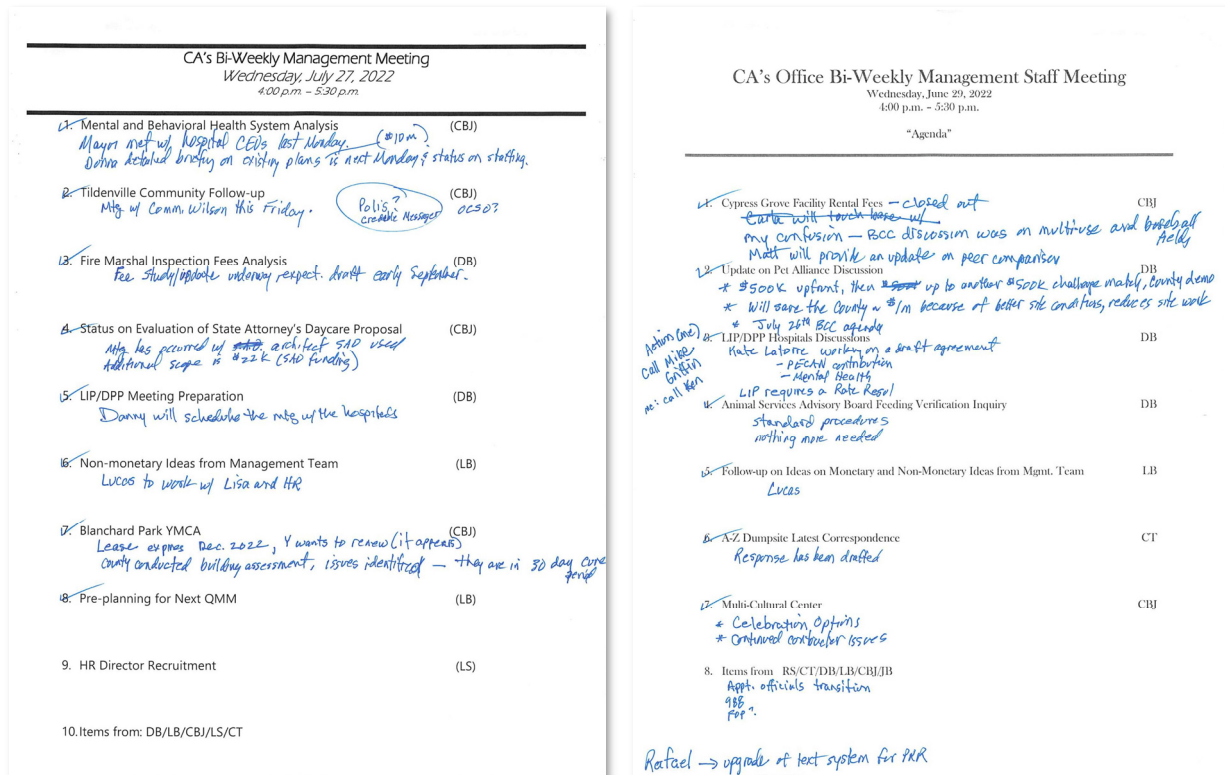 CA's Bi-Weekly Management Meeting
Wednesday, July 27, 2022
4:00 p.m. – 5:30 p.m.
1. Mental and Behavioral Health System Analysis (CBJ)
Mayor met w/ hospital CEOs last Monday. ($10m)
Donna detailed briefing on existing plans is next Monday & status on staffing.
2. Tildenville Community Follow-up (CBJ)
Mtg w/ Comm. Wilson this Friday. Polis? OCSO?
Credible Messages
3. Fire Marshal Inspection Fees Analysis (DB)
Fee study/update underway expect. draft early September.
4. Status on Evaluation of State Attorney's Daycare Proposal (CBJ)
Mtg has occurred w/ architect SAO used
Additional scope is $22K (SAO funding)
5. LIP/DPP Meeting Preparation (DB)
Danny will schedule the mtg w/ the hospitals
6. Non-monetary Ideas from Management Team (LB)
Lucas to work w/ Lisa and HR
7. Blanchard Park YMCA (CBJ)
Lease expires Dec. 2022, Y wants to renew (it appears)
County conducted building assessment, issues identified – they are in 30 day cure
period
8. Pre-planning for Next QMM (LB)
9. HR Director Recruitment (LS)
10. Items from: DB/LB/CBJ/LS/CT
CA's Office Bi-Weekly Management Staff Meeting
Wednesday, June 29, 2022
4:00 p.m. – 5:30 p.m.
"Agenda"
1. Cypress Grove Facility Rental Fees – closed out CBJ
Carla will touch base w/
my confusion – BCC discussion was on multiuse and baseball
fields
Matt will provide an update on peer comparison
2. Update on Pet Alliance Discussion DB
* $500K upfront, then up to another $500K challenge match, County demo
* Will save the County ~ $1m because of better site conditions, reduces site work
* July 26th BCC agenda
3. LIP/DPP Hospitals Discussions DB
Kate Latorre working on a draft agreement
- PECAN contribution
- Mental Health
LIP requires a Rate Resol
Action (me)
Call Mike
Griffin
me: call Ken
4. Animal Services Advisory Board Feeding Verification Inquiry DB
standard procedures
nothing more needed
5. Follow-up on Ideas on Monetary and Non-Monetary Ideas from Mgmt. Team LB
Lucas
6. A-Z Dumpsite Latest Correspondence CT
Response has been drafted
7. Multi-Cultural Center CBJ
* Celebration Options
* Continued contractor issues
8. Items from RS/CT/DB/LB/CBJ/JB
Appt. officials transition
988
FOP?
Rafael → upgrade of text system for PRR